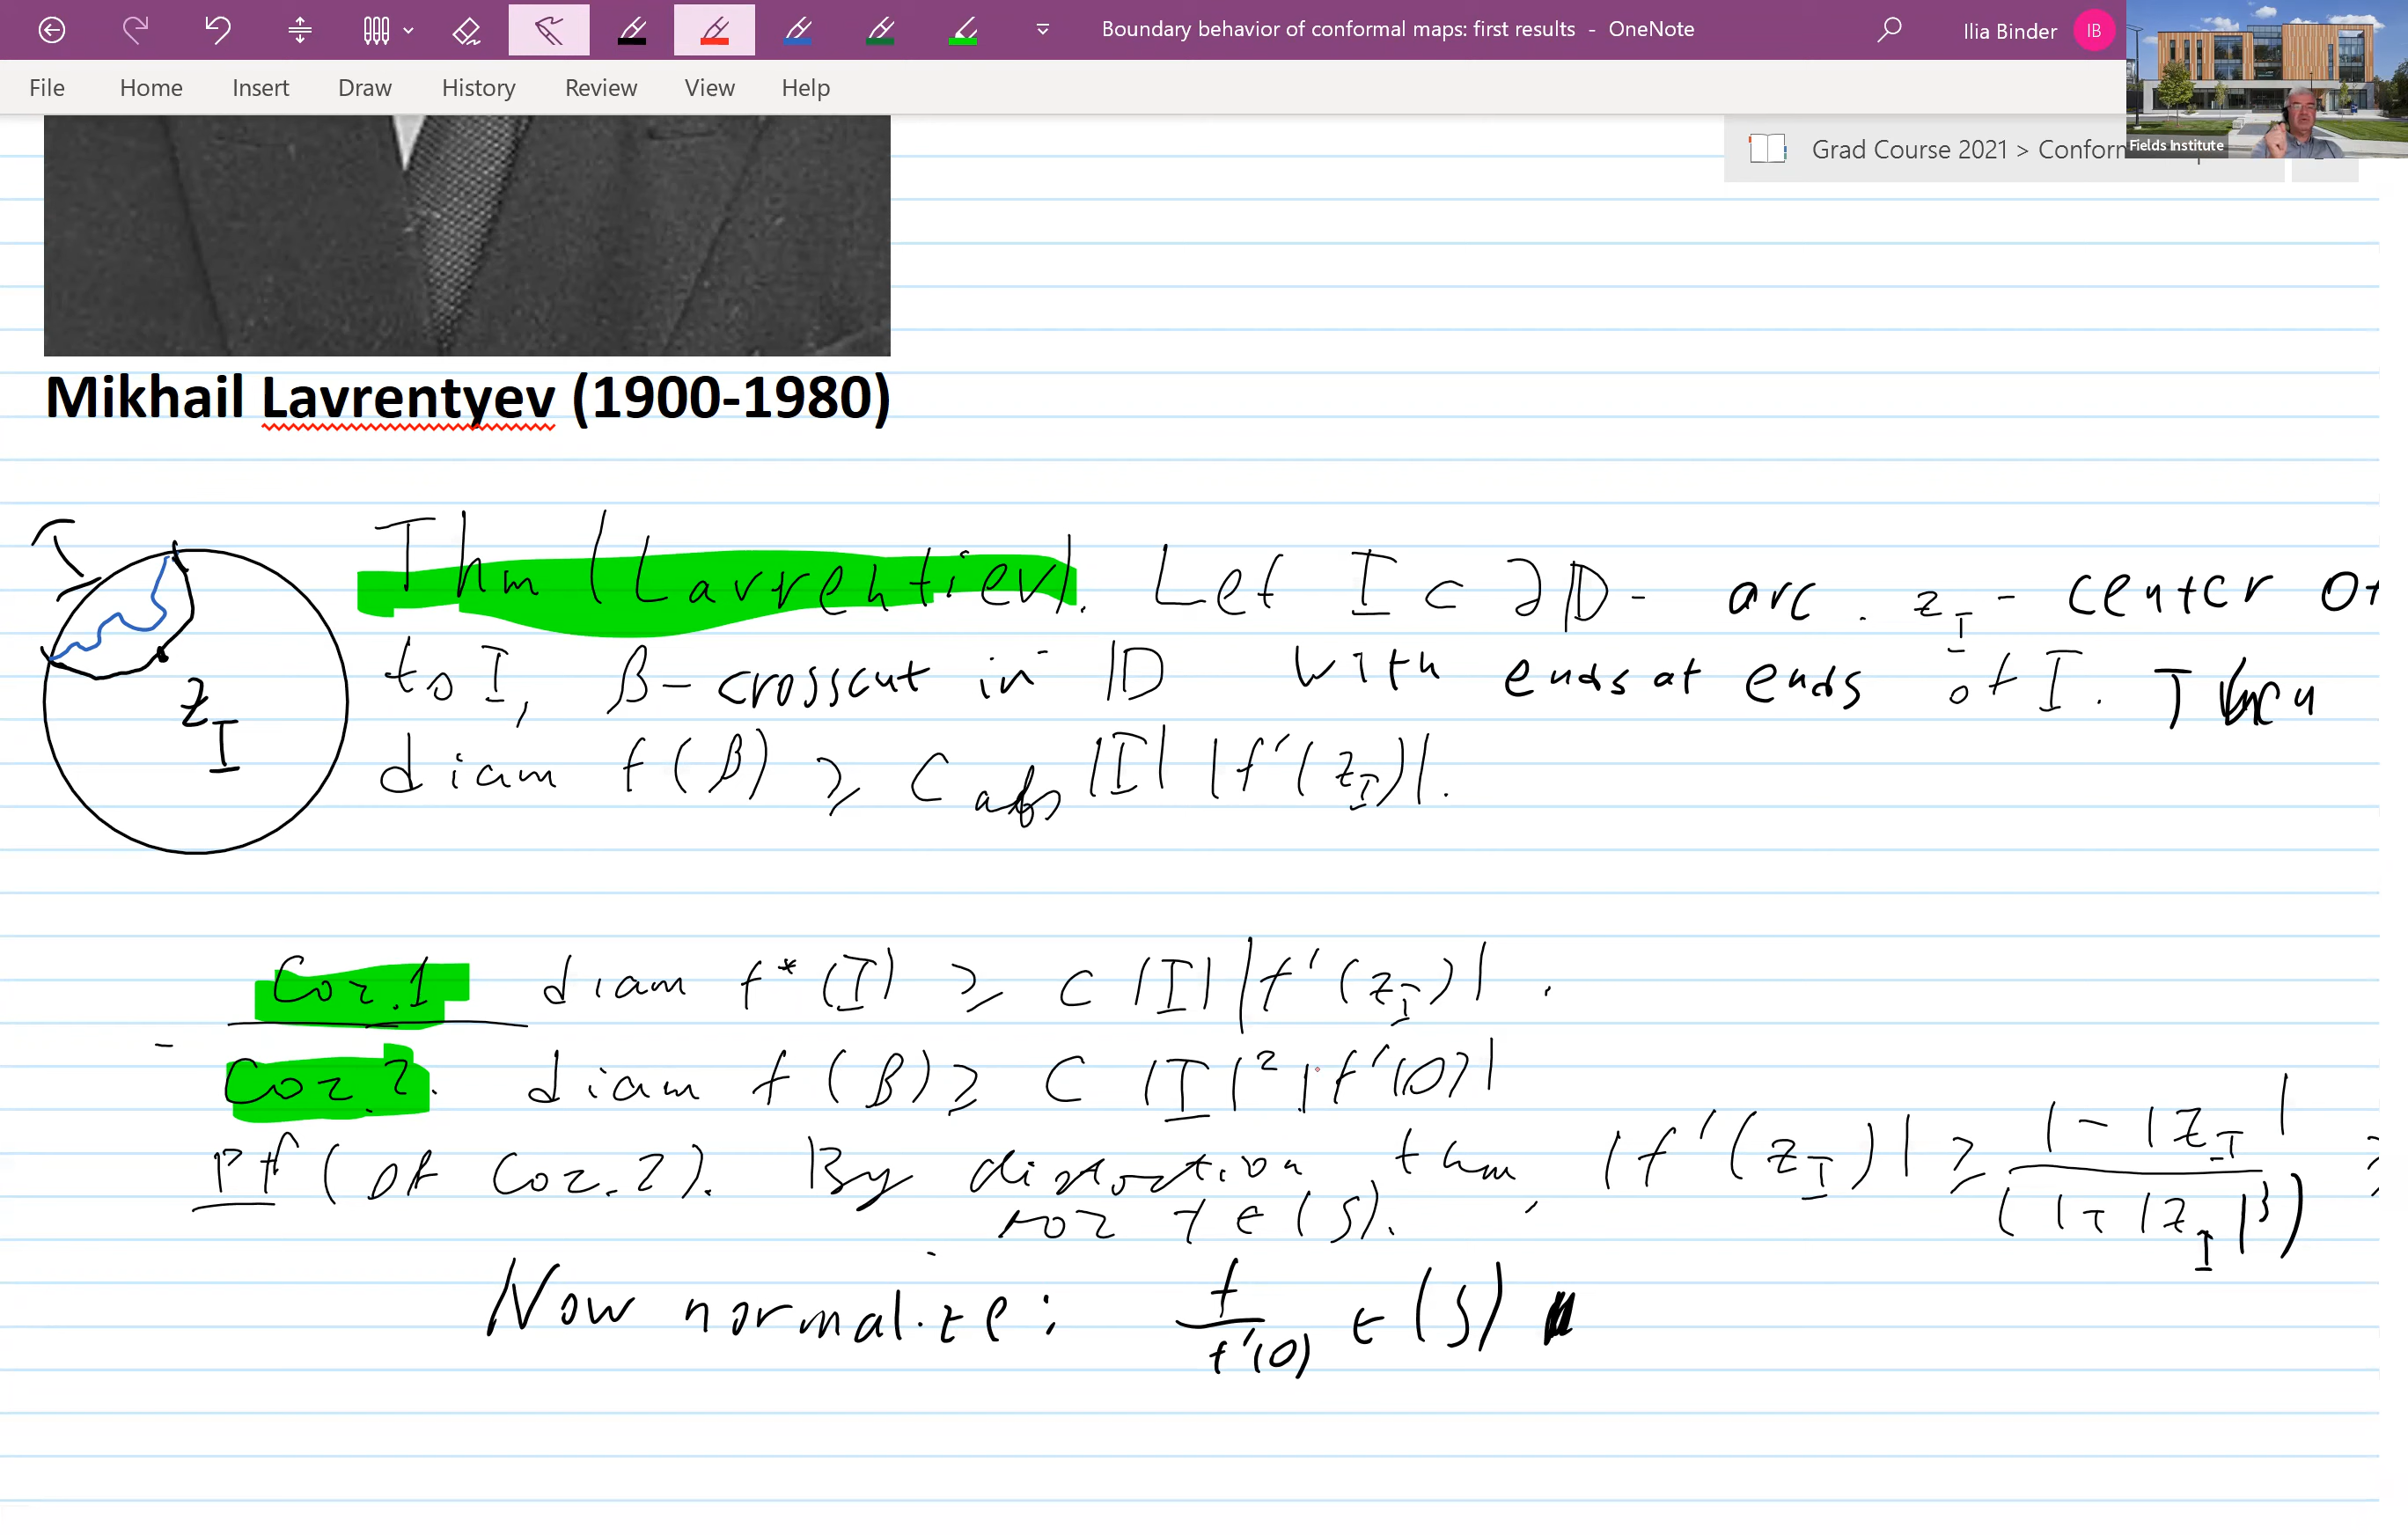 Boundary behavior of conformal maps: first results - OneNote
Ilia Binder
IB
File Home Insert Draw History Review View Help
Grad Course 2021 > Conform
Fields Institute
Mikhail Lavrentyev (1900-1980)
I
z_I
Thm (Lavrentiev). Let I ⊂ ∂D - arc. z_I - center of
to I, β - crosscut in D with ends at ends of I. Then
diam f(β) ≥ C_abs |I| |f'(z_I)|.
Cor.1 diam f*(I) ≥ C |I| |f'(z_I)|.
Cor.2. diam f(β) ≥ C |I|² |f'(0)|
Pf (of Cor.2). By distortion thm, |f'(z_I)| ≥ (1-|z_I|)/(1+|z_I|³) ≥
for f ∈ (S).
Now normalize: f/f'(0) ∈ (S)